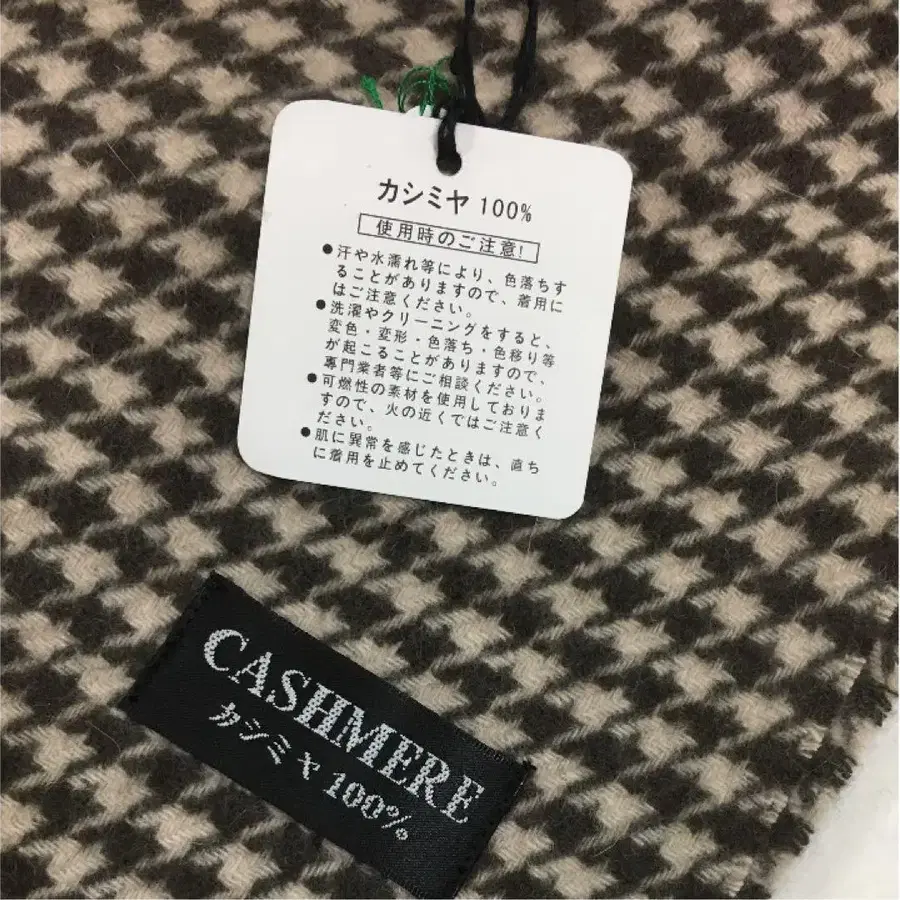 カシミヤ 100%
使用時のご注意!
●汗や水濡れ等により、色落ちす
ることがありますので、着用に
はご注意ください。
●洗濯やクリーニングをすると、
変色・変形・色落ち・色移り等
が起こることがありますので、
専門業者等にご相談ください。
●可燃性の素材を使用しておりま
すので、火の近くではご注意く
ださい。
●肌に異常を感じたときは、直ち
に着用を止めてください。
CASHMERE
カシミヤ 100%